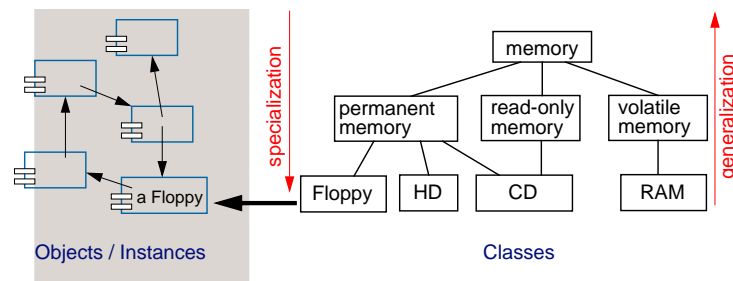 specialization
memory
generalization
permanent
memory
read-only
memory
volatile
memory
a Floppy
Floppy
HD
CD
RAM
Objects / Instances
Classes